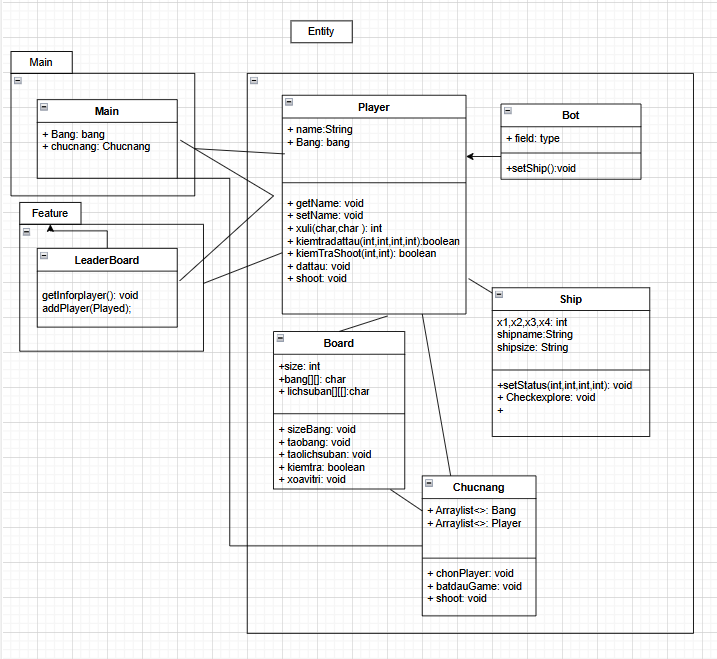 Entity
Main
Main
+ Bang: bang
+ chucnang: Chucnang
Feature
LeaderBoard
getInforplayer(): void
addPlayer(Played);
Player
+ name:String
+ Bang: bang
+ getName: void
+ setName: void
+ xuli(char,char ): int
+ kiemtradattau(int,int,int,int):boolean
+ kiemTraShoot(int,int): boolean
+ dattau: void
+ shoot: void
Bot
+ field: type
+setShip():void
Ship
x1,x2,x3,x4: int
shipname:String
shipsize: String
+setStatus(int,int,int,int): void
+ Checkexplore: void
+
Board
+size: int
+bang[][]: char
+ lichsuban[][]:char
+ sizeBang: void
+ taobang: void
+ taolichsuban: void
+ kiemtra: boolean
+ xoavitri: void
Chucnang
+ Arraylist<>: Bang
+ Arraylist<>: Player
+ chonPlayer: void
+ batdauGame: void
+ shoot: void